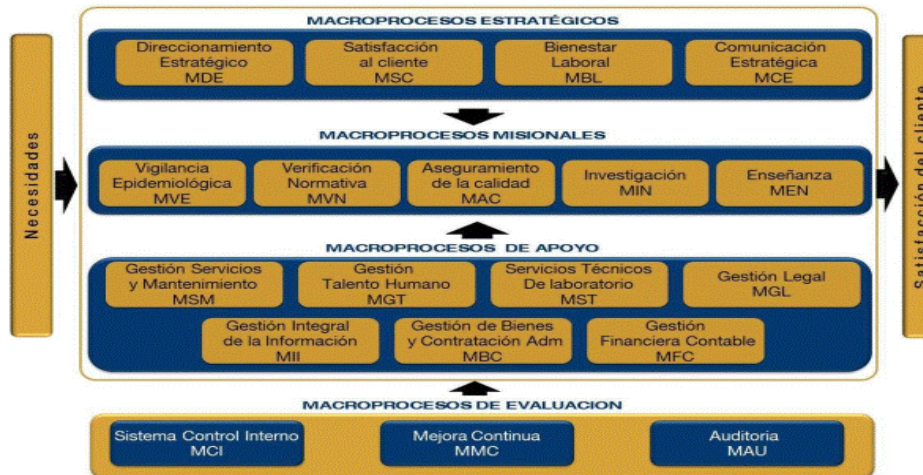 MACROPROCESOS ESTRATÉGICOS
Direccionamiento
Estratégico
MDE
Satisfacción
al cliente
MSC
Bienestar
Laboral
MBL
Comunicación
Estratégica
MCE
Necesidades
MACROPROCESOS MISIONALES
Vigilancia
Epidemiológica
MVE
Verificación
Normativa
MVN
Aseguramiento
de la calidad
MAC
Investigación
MIN
Enseñanza
MEN
Satisfacción del cliente
MACROPROCESOS DE APOYO
Gestión Servicios
y Mantenimiento
MSM
Gestión
Talento Humano
MGT
Servicios Técnicos
De laboratorio
MST
Gestión Legal
MGL
Gestión Integral
de la Información
MII
Gestión de Bienes
y Contratación Adm
MBC
Gestión
Financiera Contable
MFC
MACROPROCESOS DE EVALUACION
Sistema Control Interno
MCI
Mejora Continua
MMC
Auditoria
MAU